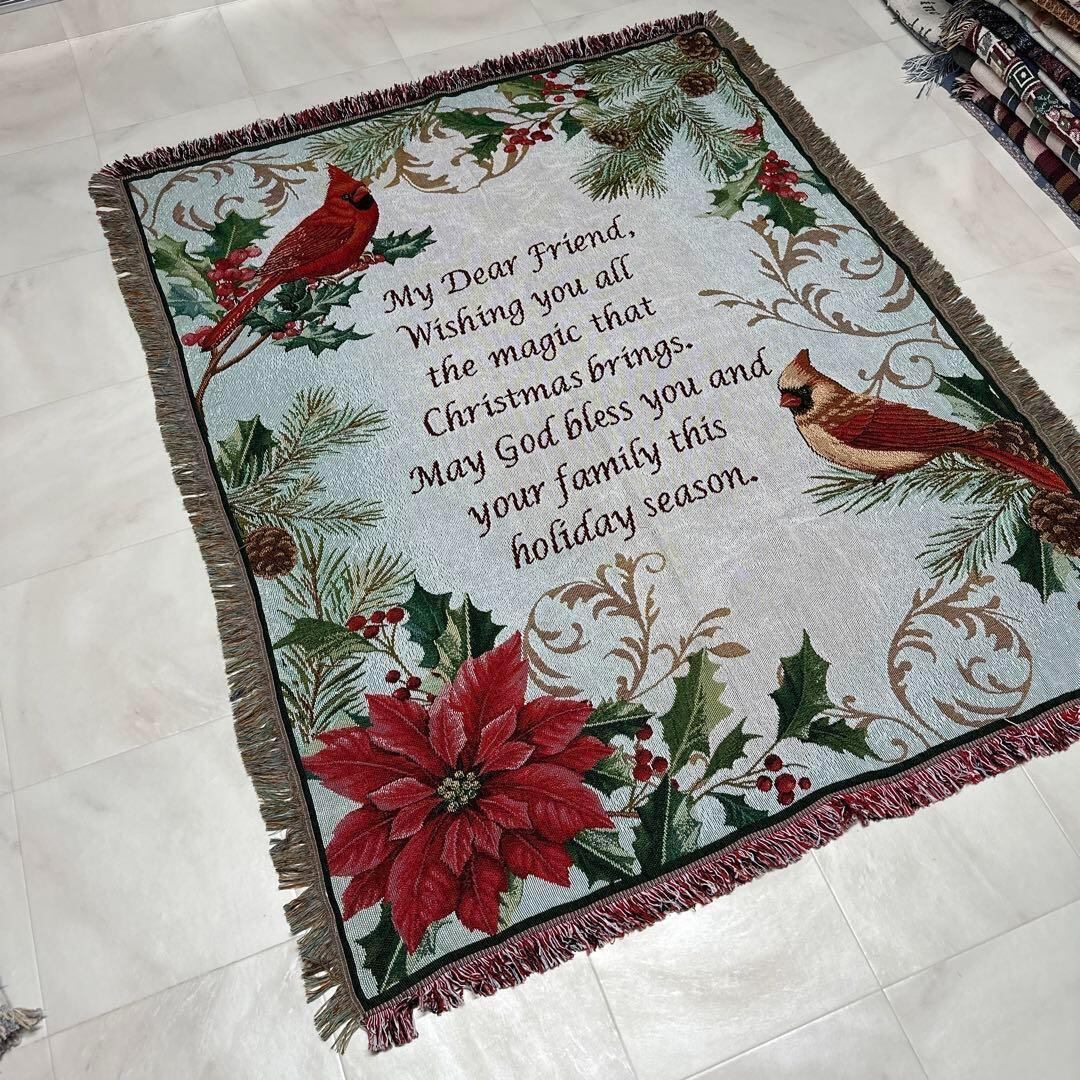 My Dear Friend,
Wishing you all
the magic that
Christmas brings.
May God bless you and
your family this
holiday season.